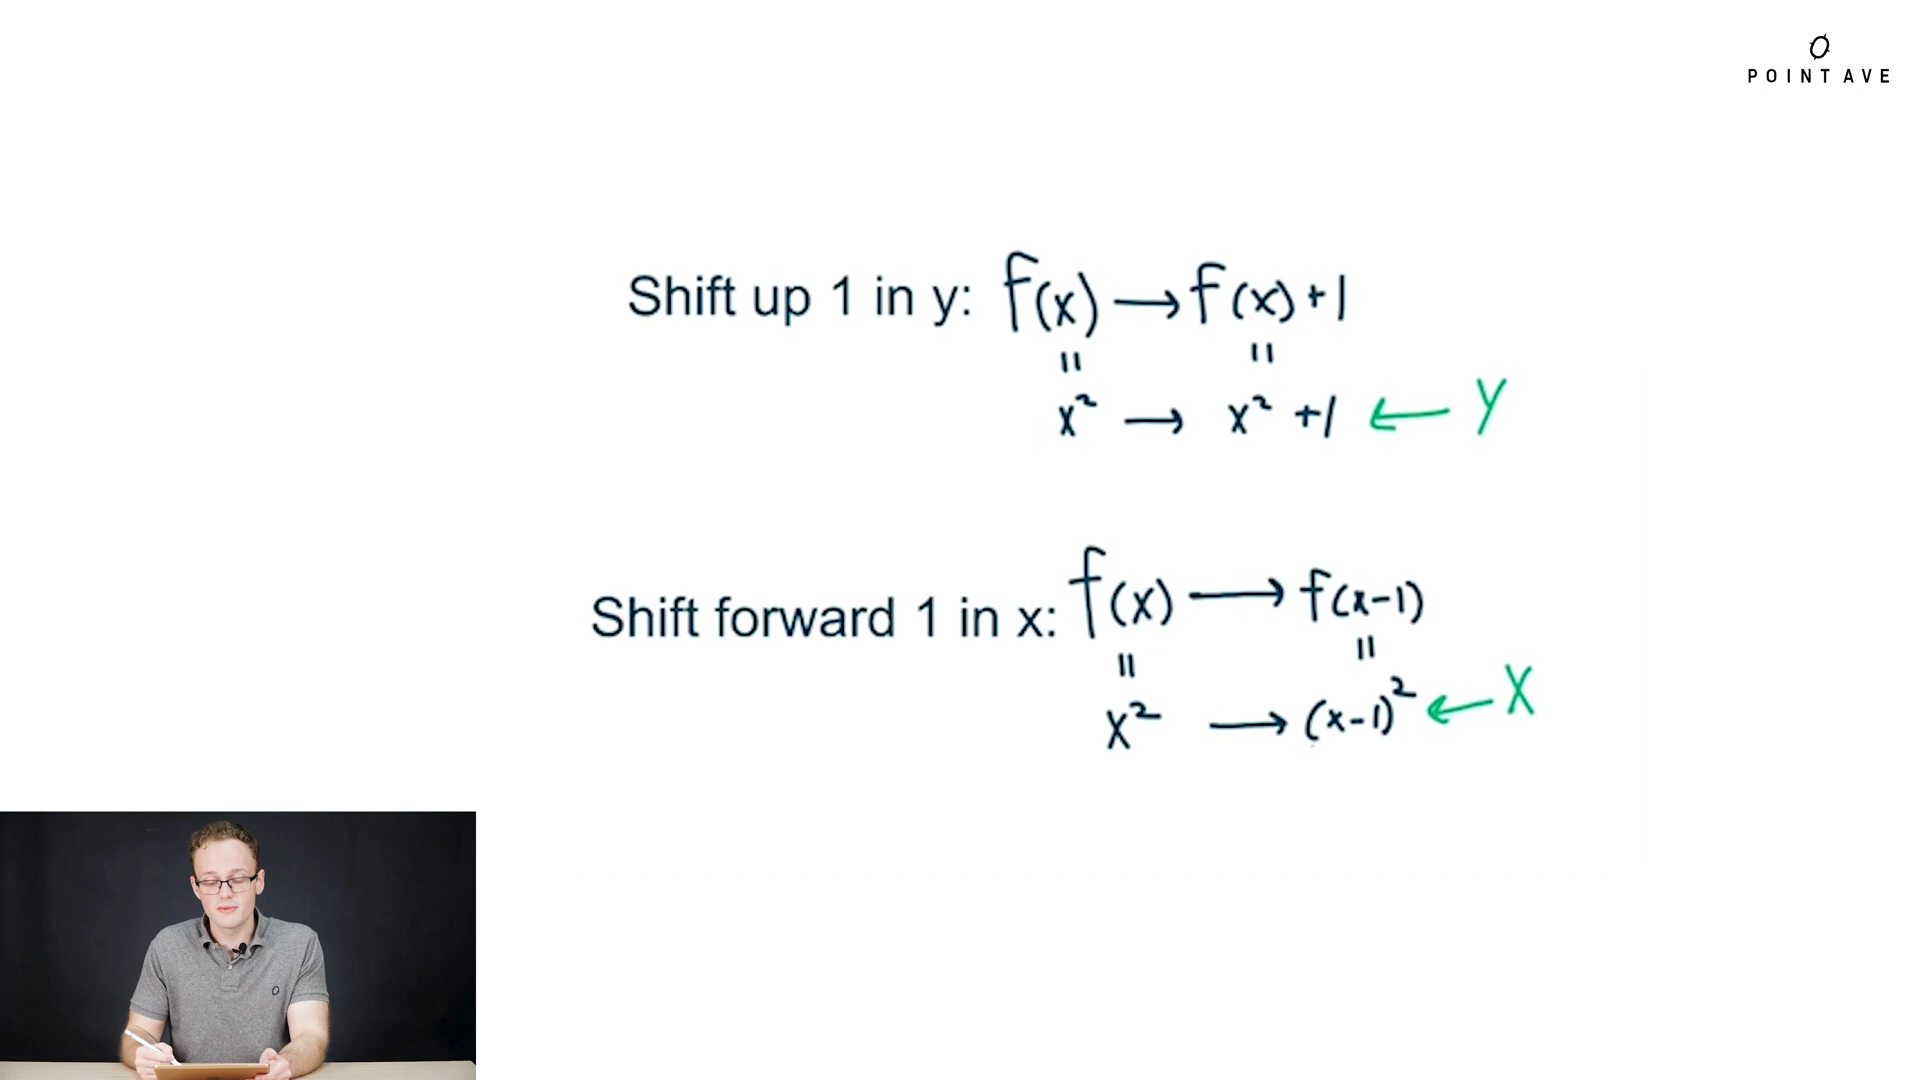 POINT AVE
Shift up 1 in y: f(x) → f(x) +1
= =
x² → x² +1 ← Y
Shift forward 1 in x: f(x) → f(x-1)
= =
x² → (x-1)² ← X